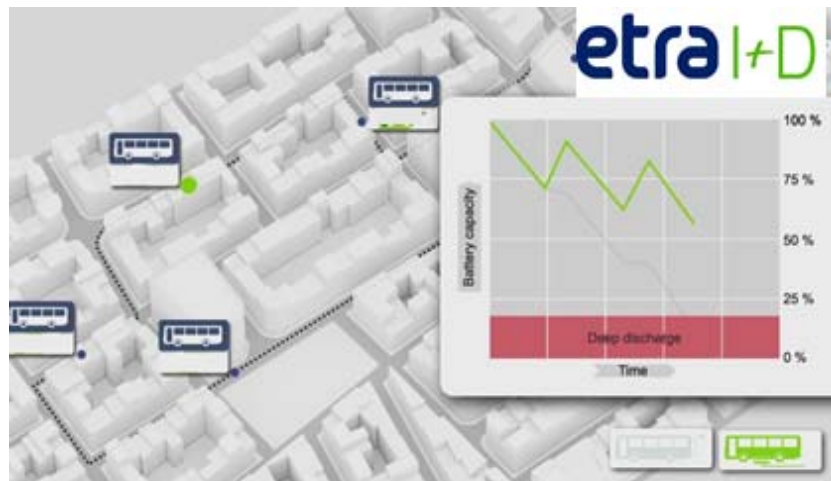 etra I+D
100 %
75 %
50 %
25 %
0 %
Battery capacity
Deep discharge
Time